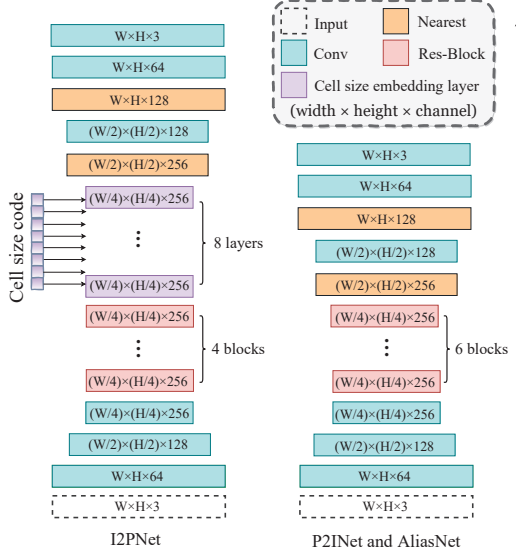 Input
Nearest
Conv
Res-Block
Cell size embedding layer
(width × height × channel)
W×H×3
W×H×64
W×H×128
(W/2)×(H/2)×128
(W/2)×(H/2)×256
(W/4)×(H/4)×256
Cell size code
8 layers
(W/4)×(H/4)×256
(W/4)×(H/4)×256
4 blocks
(W/4)×(H/4)×256
(W/4)×(H/4)×256
(W/2)×(H/2)×128
W×H×64
W×H×3
I2PNet
W×H×3
W×H×64
W×H×128
(W/2)×(H/2)×128
(W/2)×(H/2)×256
(W/4)×(H/4)×256
6 blocks
(W/4)×(H/4)×256
(W/4)×(H/4)×256
(W/2)×(H/2)×128
W×H×64
W×H×3
P2INet and AliasNet